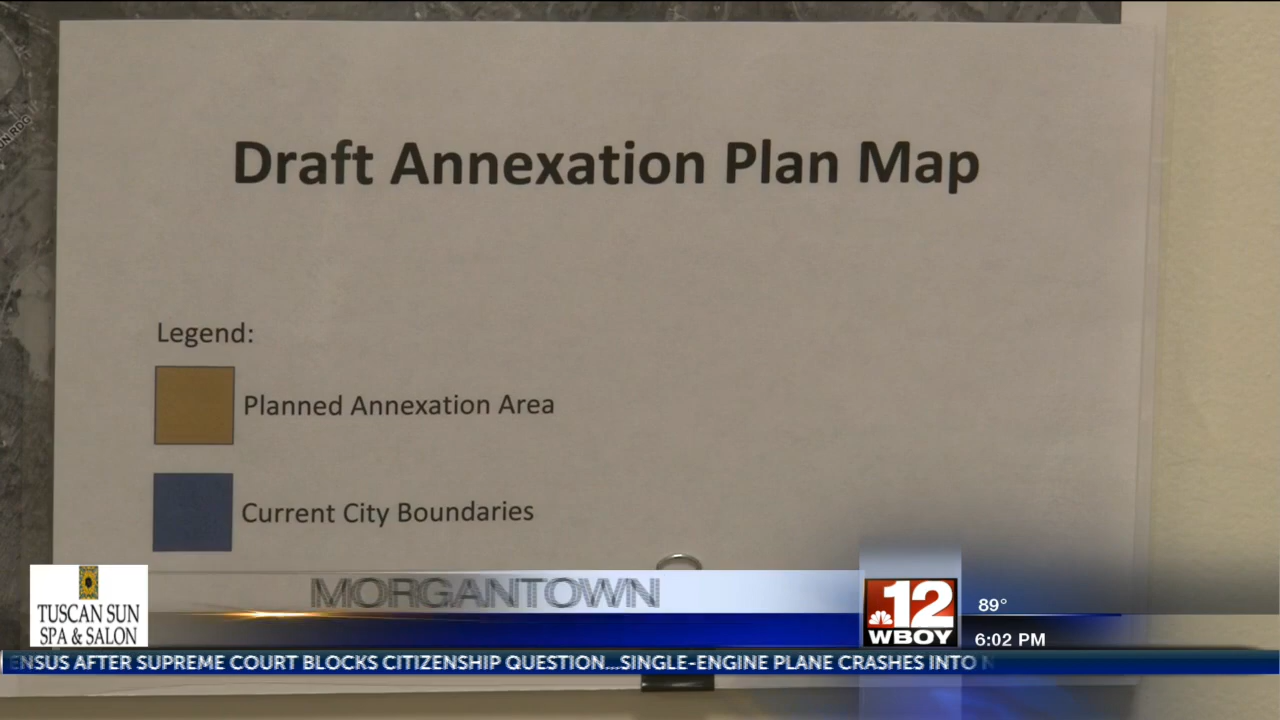 Draft Annexation Plan Map
Legend:
Planned Annexation Area
Current City Boundaries
MORGANTOWN
TUSCAN SUN
SPA & SALON
12
WBOY
89°
6:02 PM
ENSUS AFTER SUPREME COURT BLOCKS CITIZENSHIP QUESTION...SINGLE-ENGINE PLANE CRASHES INTO N